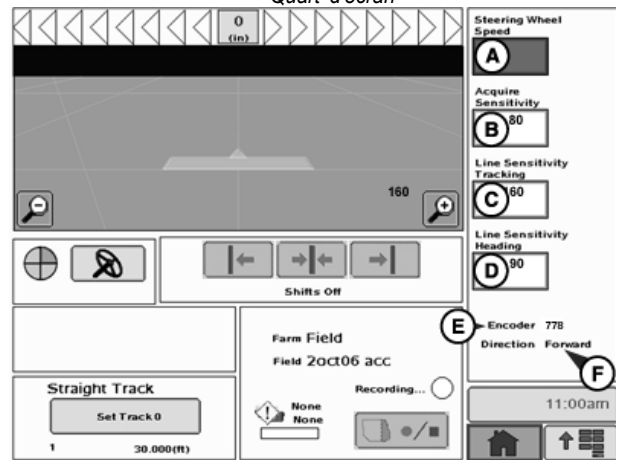 Quart d'écran
0
(in)
160
Shifts Off
Farm Field
Field 2oct06 acc
Straight Track
Set Track 0
1 30.000(ft)
Recording...
None
None
Steering Wheel
Speed
A
Acquire
Sensitivity
B 80
Line Sensitivity
Tracking
C 160
Line Sensitivity
Heading
D 90
E Encoder 778
Direction Forward
F
11:00am